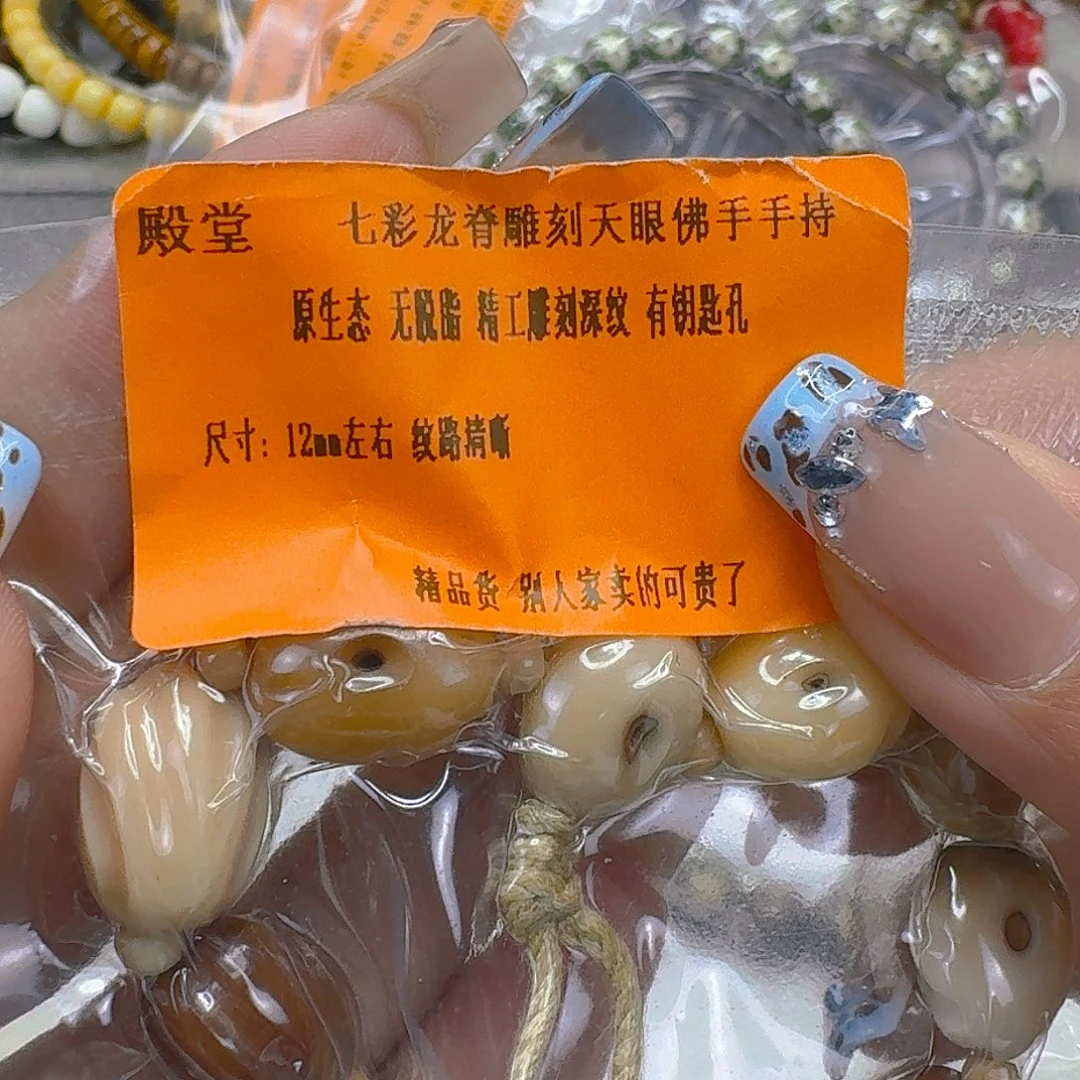 殿堂 七彩龙脊雕刻天眼佛手手持
原生态 无脱脂 精工雕刻深纹 有钥匙孔
尺寸：12mm左右 纹路清晰
精品货 别人家卖的可贵了